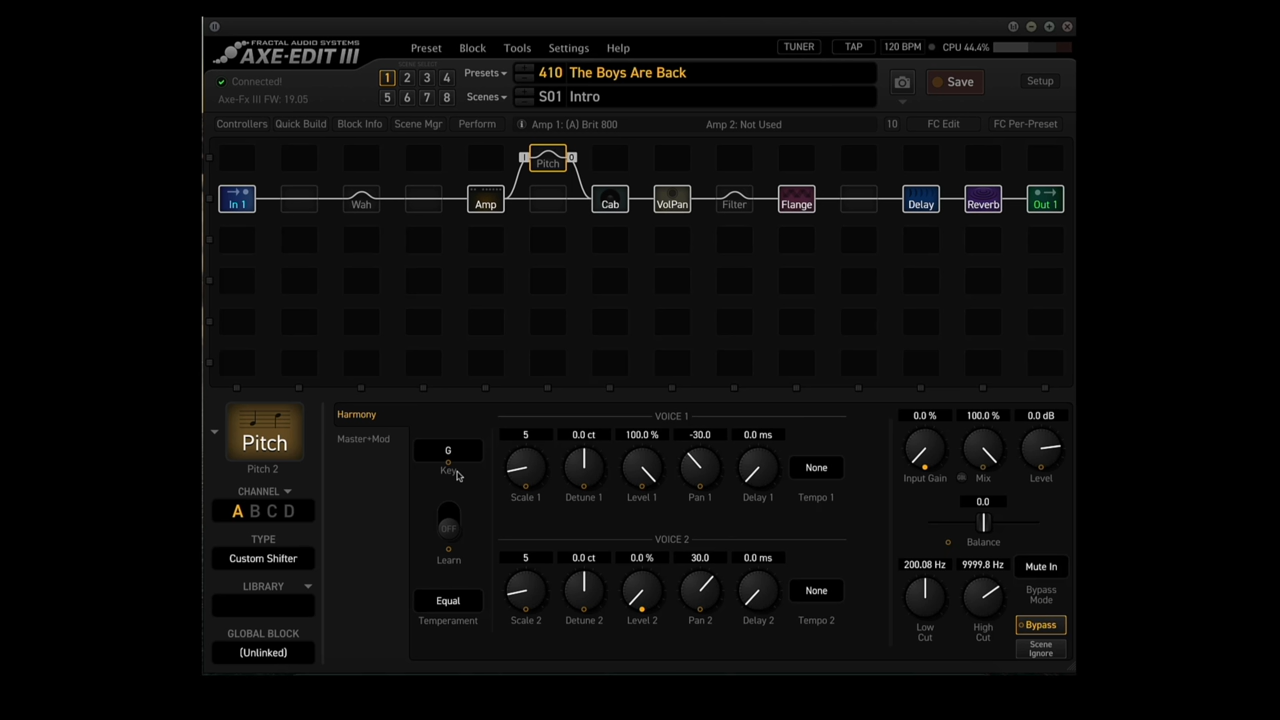 FRACTAL AUDIO SYSTEMS
AXE-EDIT III
Preset Block Tools Settings Help
TUNER TAP 120 BPM CPU 44.4%
Connected!
Axe-Fx III FW: 19.05
SCENE SELECT
1 2 3 4
5 6 7 8
Presets 410 The Boys Are Back
Scenes S01 Intro
Save
Setup
Controllers Quick Build Block Info Scene Mgr Perform Amp 1: (A) Brit 800 Amp 2: Not Used 10 FC Edit FC Per-Preset
I Pitch O
In 1 Wah Amp Cab VolPan Filter Flange Delay Reverb Out 1
Pitch
Pitch 2
CHANNEL
A B C D
TYPE
Custom Shifter
LIBRARY
GLOBAL BLOCK
(Unlinked)
Harmony
Master+Mod
G
Key
OFF
Learn
Equal
Temperament
VOICE 1
5 0.0 ct 100.0 % -30.0 0.0 ms
None
Scale 1 Detune 1 Level 1 Pan 1 Delay 1 Tempo 1
VOICE 2
5 0.0 ct 0.0 % 30.0 0.0 ms
None
Scale 2 Detune 2 Level 2 Pan 2 Delay 2 Tempo 2
0.0 % 100.0 % 0.0 dB
Input Gain Mix Level
0.0
Balance
200.08 Hz 9999.8 Hz Mute In
Bypass
Mode
Low
Cut
High
Cut
Bypass
Scene
Ignore